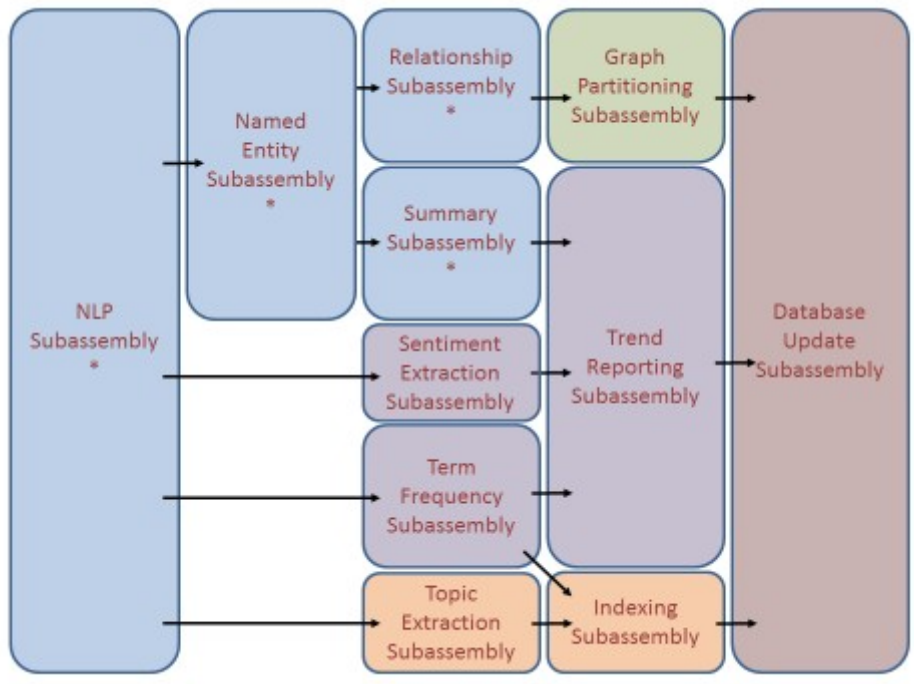 NLP
Subassembly
*
Named
Entity
Subassembly
*
Relationship
Subassembly
*
Summary
Subassembly
*
Sentiment
Extraction
Subassembly
Term
Frequency
Subassembly
Topic
Extraction
Subassembly
Graph
Partitioning
Subassembly
Trend
Reporting
Subassembly
Indexing
Subassembly
Database
Update
Subassembly